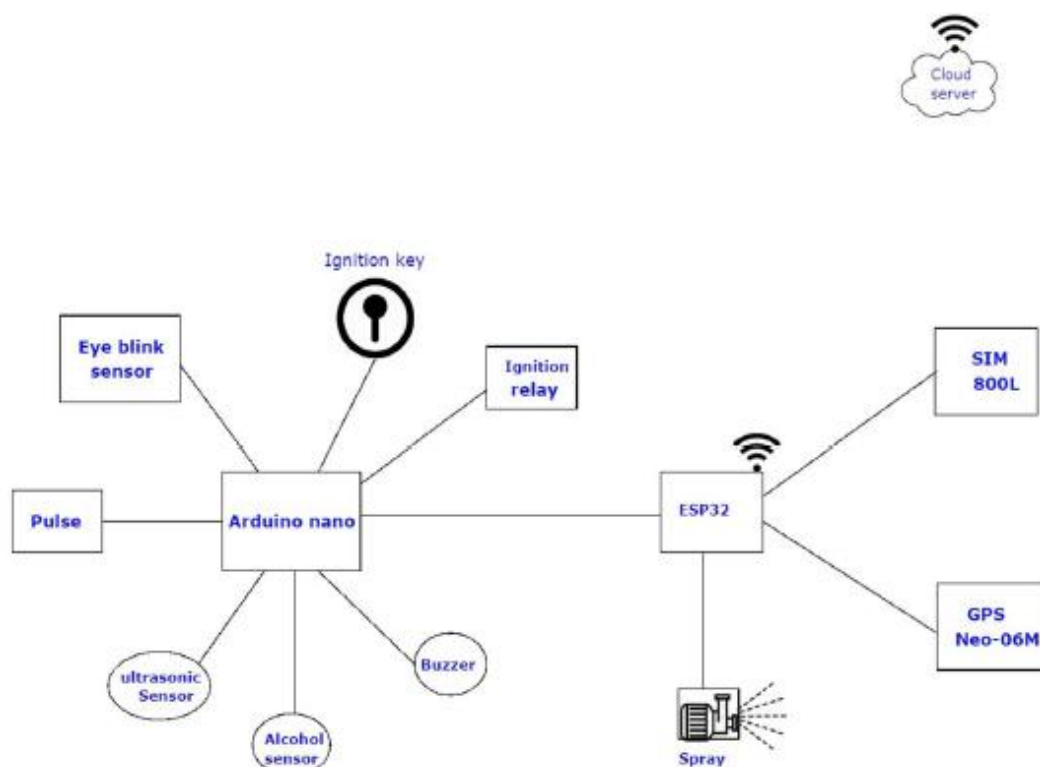 Cloud
server
Ignition key
Eye blink
sensor
Ignition
relay
SIM
800L
Pulse
Arduino nano
ESP32
GPS
Neo-06M
ultrasonic
Sensor
Buzzer
Alcohol
sensor
Spray